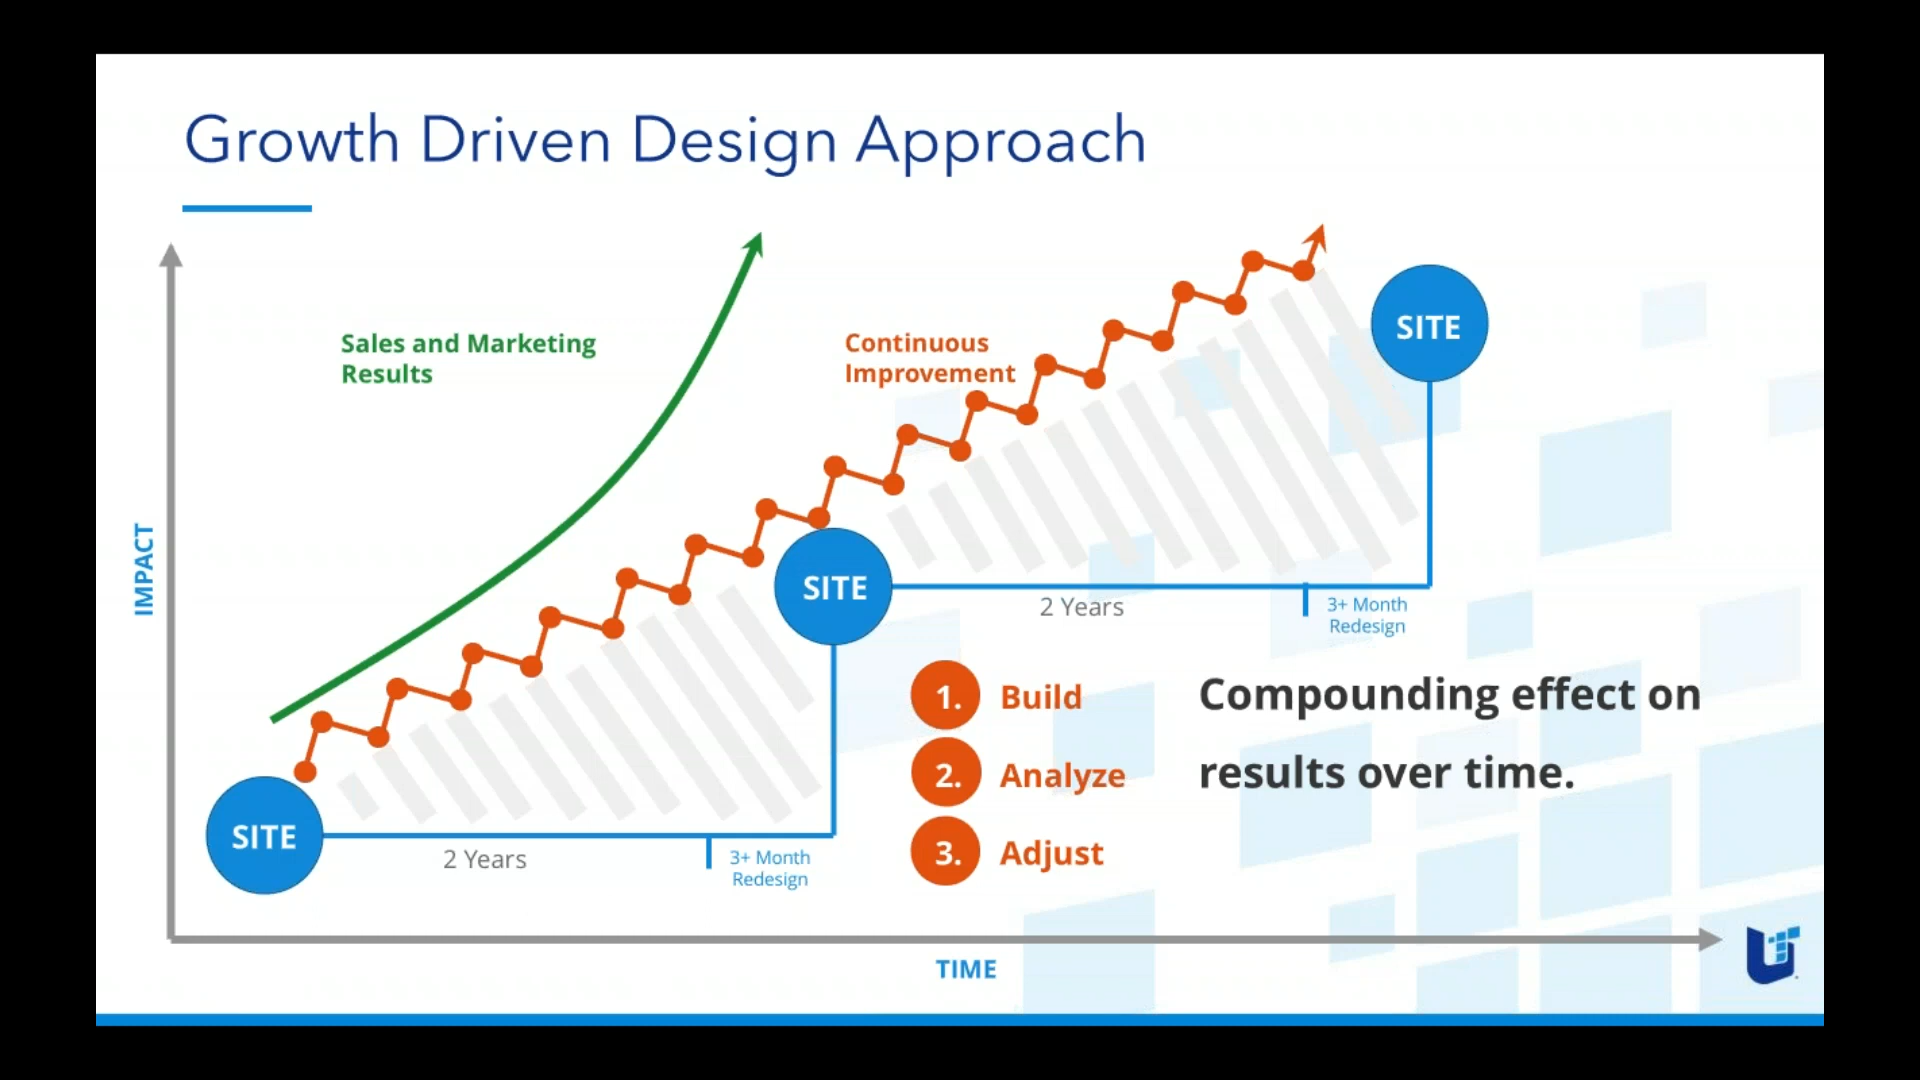 Growth Driven Design Approach
Sales and Marketing
Results
Continuous
Improvement
SITE
IMPACT
SITE
2 Years
3+ Month
Redesign
1. Build
2. Analyze
3. Adjust
Compounding effect on
results over time.
SITE
2 Years
3+ Month
Redesign
TIME